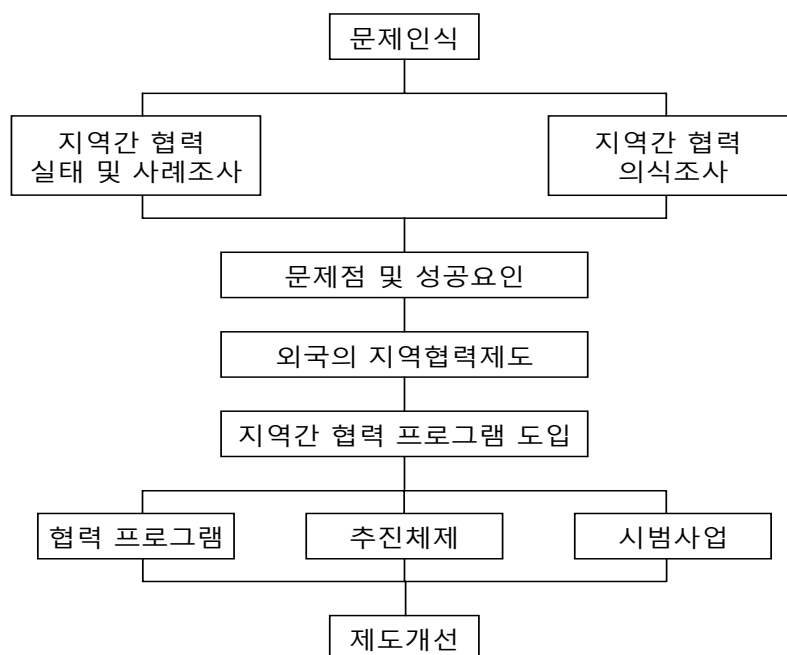 문제인식
지역간 협력
실태 및 사례조사
지역간 협력
의식조사
문제점 및 성공요인
외국의 지역협력제도
지역간 협력 프로그램 도입
협력 프로그램
추진체제
시범사업
제도개선